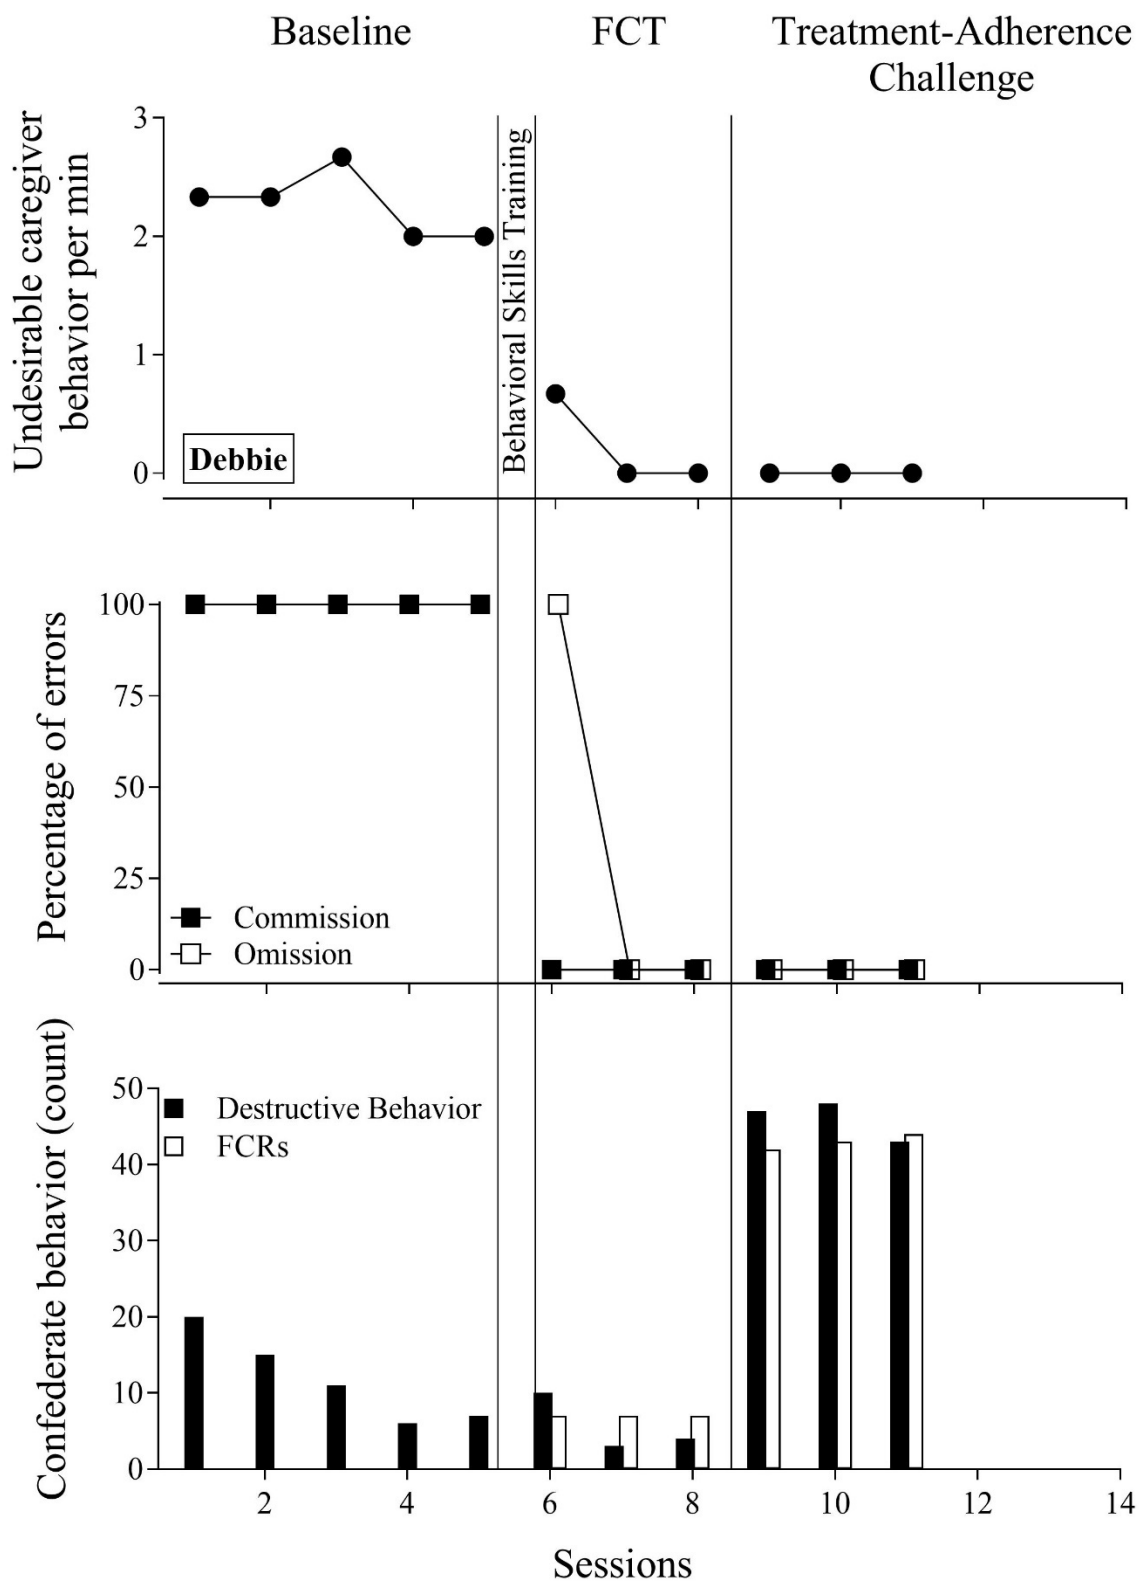 Baseline
FCT
Treatment-Adherence
Challenge
Undesirable caregiver
behavior per min
3
2
1
0
Debbie
Behavioral Skills Training
Percentage of errors
100
75
50
25
0
Commission
Omission
Confederate behavior (count)
50
40
30
20
10
0
Destructive Behavior
FCRs
2 4 6 8 10 12 14
Sessions